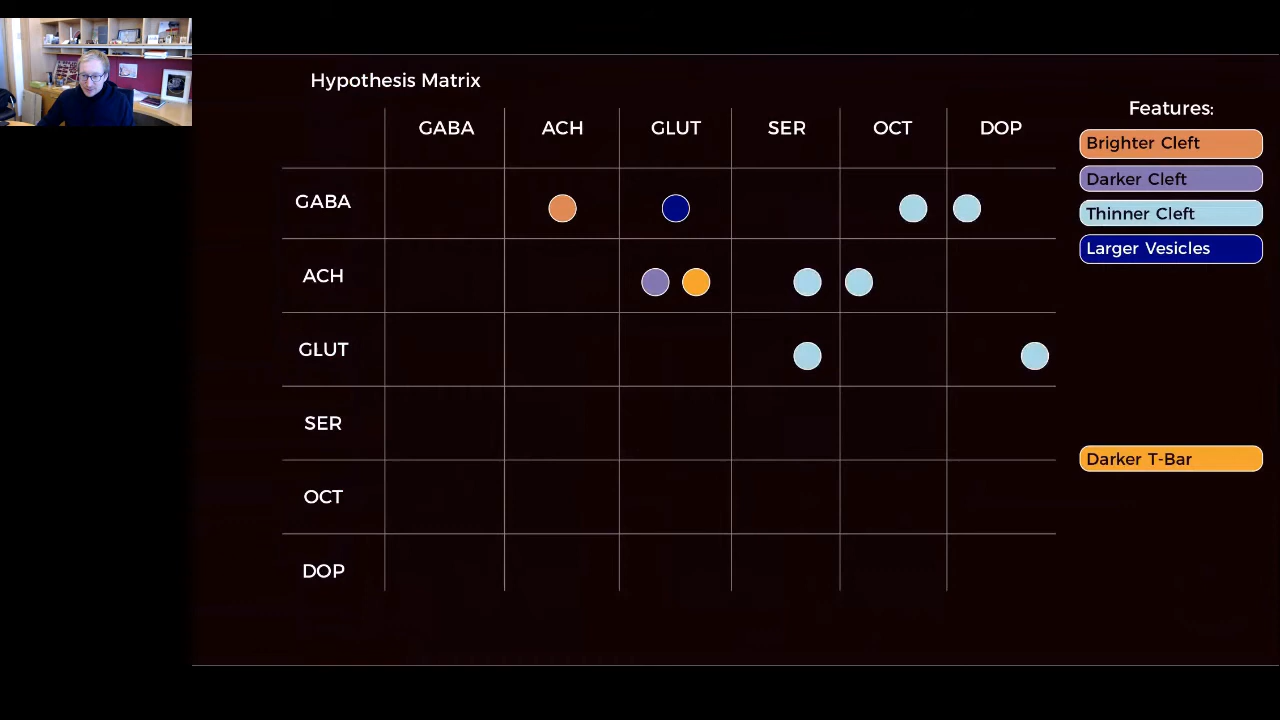 Hypothesis Matrix
GABA ACH GLUT SER OCT DOP
GABA
ACH
GLUT
SER
OCT
DOP
Features:
Brighter Cleft
Darker Cleft
Thinner Cleft
Larger Vesicles
Darker T-Bar